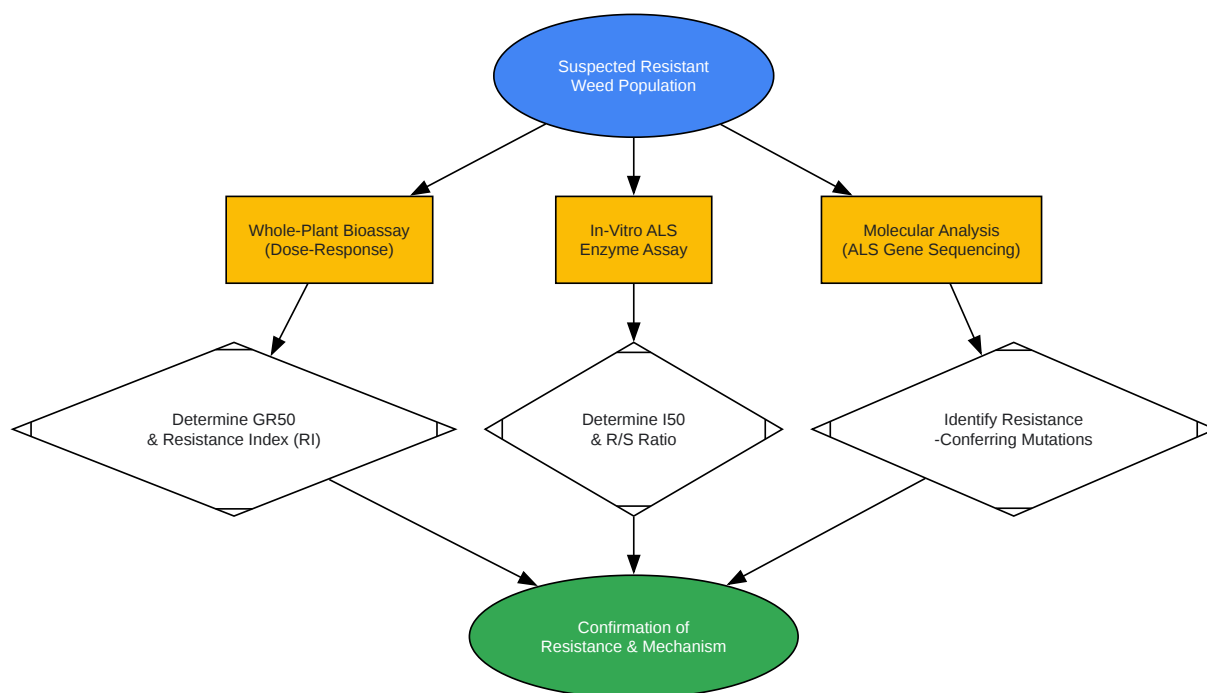 Suspected Resistant
Weed Population
Whole-Plant Bioassay
(Dose-Response)
In-Vitro ALS
Enzyme Assay
Molecular Analysis
(ALS Gene Sequencing)
Determine GR50
& Resistance Index (RI)
Determine I50
& R/S Ratio
Identify Resistance
-Conferring Mutations
Confirmation of
Resistance & Mechanism